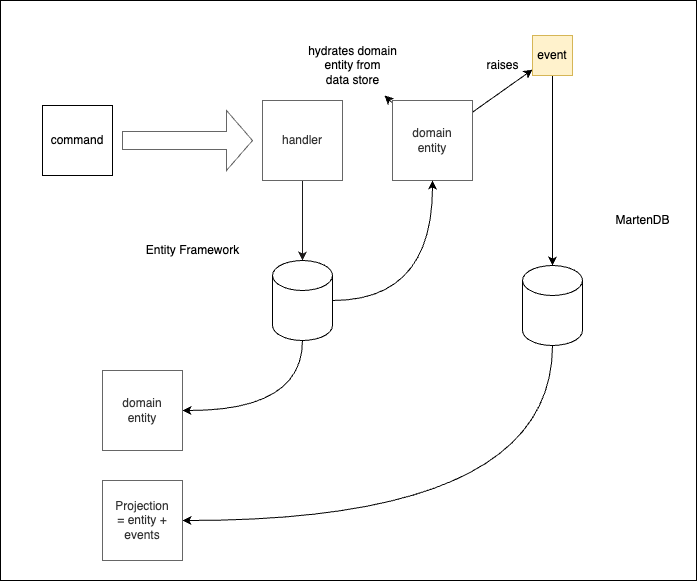 hydrates domain
entity from
data store
raises
event
command
handler
domain
entity
MartenDB
Entity Framework
domain
entity
Projection
= entity +
events